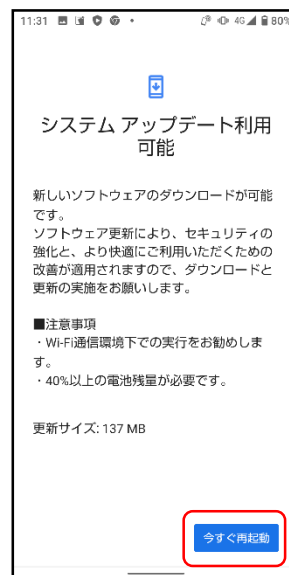 11:31
4G 80%
システム アップデート利用
可能
新しいソフトウェアのダウンロードが可能
です。
ソフトウェア更新により、セキュリティの
強化と、より快適にご利用いただくための
改善が適用されますので、ダウンロードと
更新の実施をお願いします。
■注意事項
・Wi-Fi通信環境下での実行をお勧めしま
す。
・40%以上の電池残量が必要です。
更新サイズ: 137 MB
今すぐ再起動